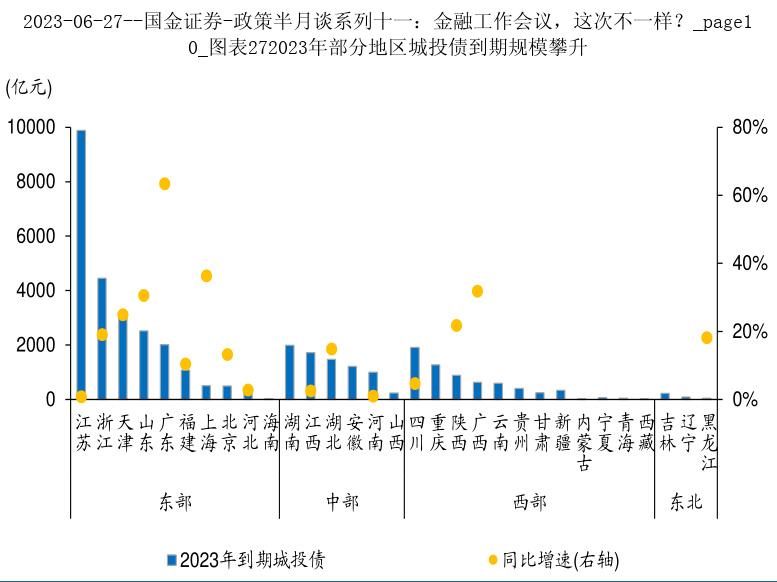 2023-06-27--国金证券-政策半月谈系列十一：金融工作会议，这次不一样？_page1
0_图表272023年部分地区城投债到期规模攀升
(亿元)
10000 80%
8000 60%
6000 40%
4000
2000 20%
0 0%
江苏 浙江 天津 山东 广东 福建 上海 北京 河北 海南 湖南 江西 湖北 安徽 河南 山西 四川 重庆 陕西 广西 云南 贵州 甘肃 新疆 内蒙古 宁夏 青海 西藏 吉林 辽宁 黑龙江
东部 中部 西部 东北
2023年到期城投债 同比增速(右轴)